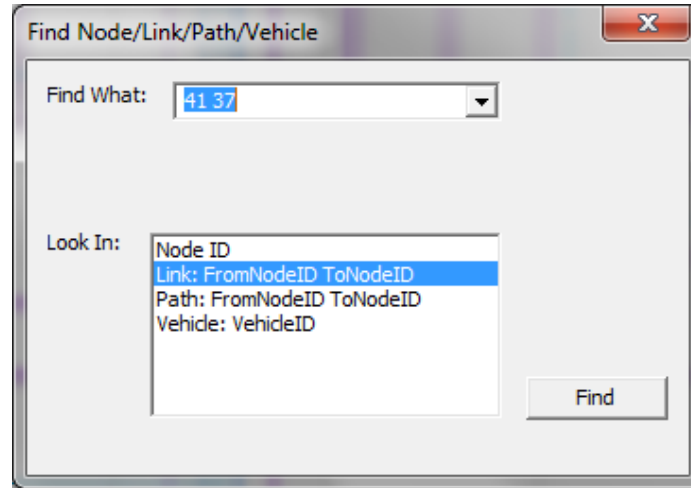 Find Node/Link/Path/Vehicle
Find What: 41 37
Look In:
Node ID
Link: FromNodeID ToNodeID
Path: FromNodeID ToNodeID
Vehicle: VehicleID
Find